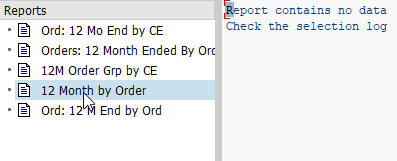 Reports
Ord: 12 Mo End by CE
Orders: 12 Month Ended By Ord
12M Order Grp by CE
12 Month by Order
Ord: 12 M End by Ord
Report contains no data
Check the selection log